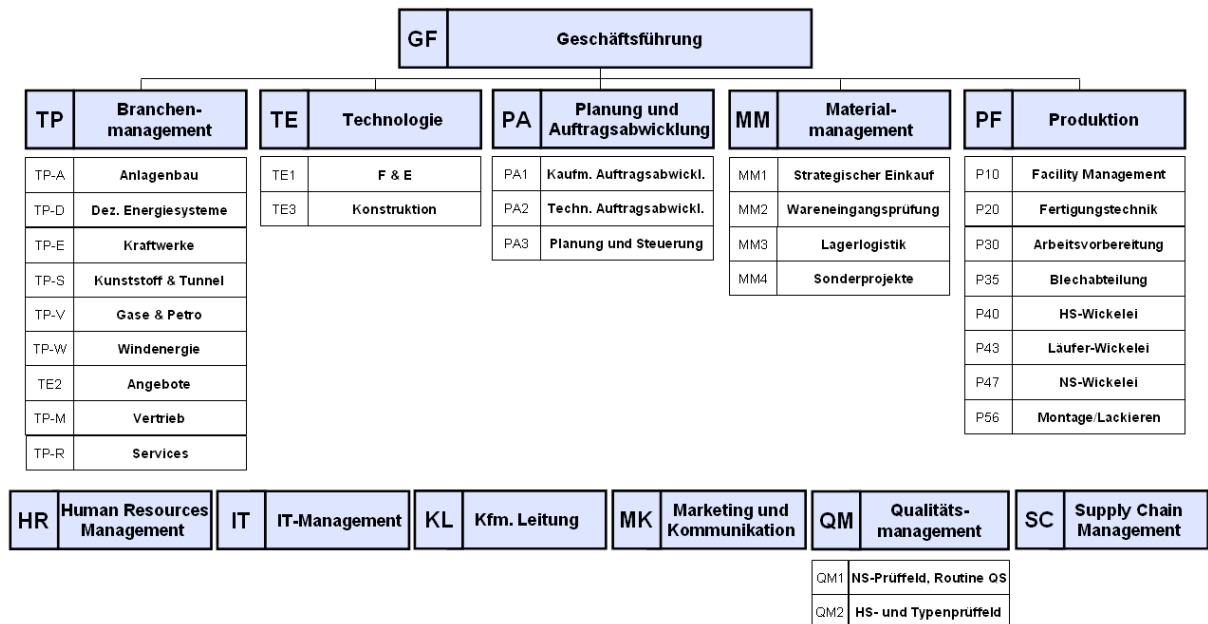 GF Geschäftsführung
TP Branchen-
management
TE Technologie
PA Planung und
Auftragsabwicklung
MM Material-
management
PF Produktion
TP-A Anlagenbau
TP-D Dez. Energiesysteme
TP-E Kraftwerke
TP-S Kunststoff & Tunnel
TP-V Gase & Petro
TP-W Windenergie
TE2 Angebote
TP-M Vertrieb
TP-R Services
TE1 F & E
TE3 Konstruktion
PA1 Kaufm. Auftragsabwickl.
PA2 Techn. Auftragsabwickl.
PA3 Planung und Steuerung
MM1 Strategischer Einkauf
MM2 Wareneingangsprüfung
MM3 Lagerlogistik
MM4 Sonderprojekte
P10 Facility Management
P20 Fertigungstechnik
P30 Arbeitsvorbereitung
P35 Blechabteilung
P40 HS-Wickelei
P43 Läufer-Wickelei
P47 NS-Wickelei
P56 Montage/Lackieren
HR Human Resources
Management
IT IT-Management
KL Kfm. Leitung
MK Marketing und
Kommunikation
QM Qualitäts-
management
SC Supply Chain
Management
QM1 NS-Prüffeld, Routine QS
QM2 HS- und Typenprüffeld